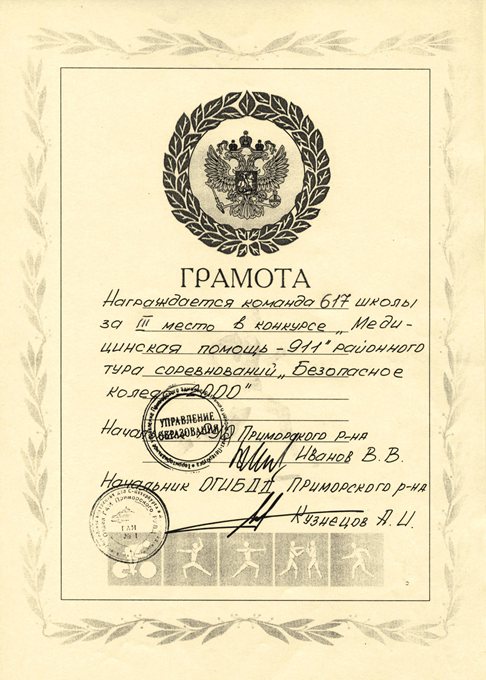 ГРАМОТА
Награждается команда 617 школы
за III место в конкурсе „Меди-
цинская помощь -911" районного
тура соревнований „Безопасное
колесо 2000"
УПРАВЛЕНИЕ
ОБРАЗОВАНИЯ
Приморского р-на
Иванов В. В.
Начальник ОГИБДД Приморского р-на
Кузнецов А. И.